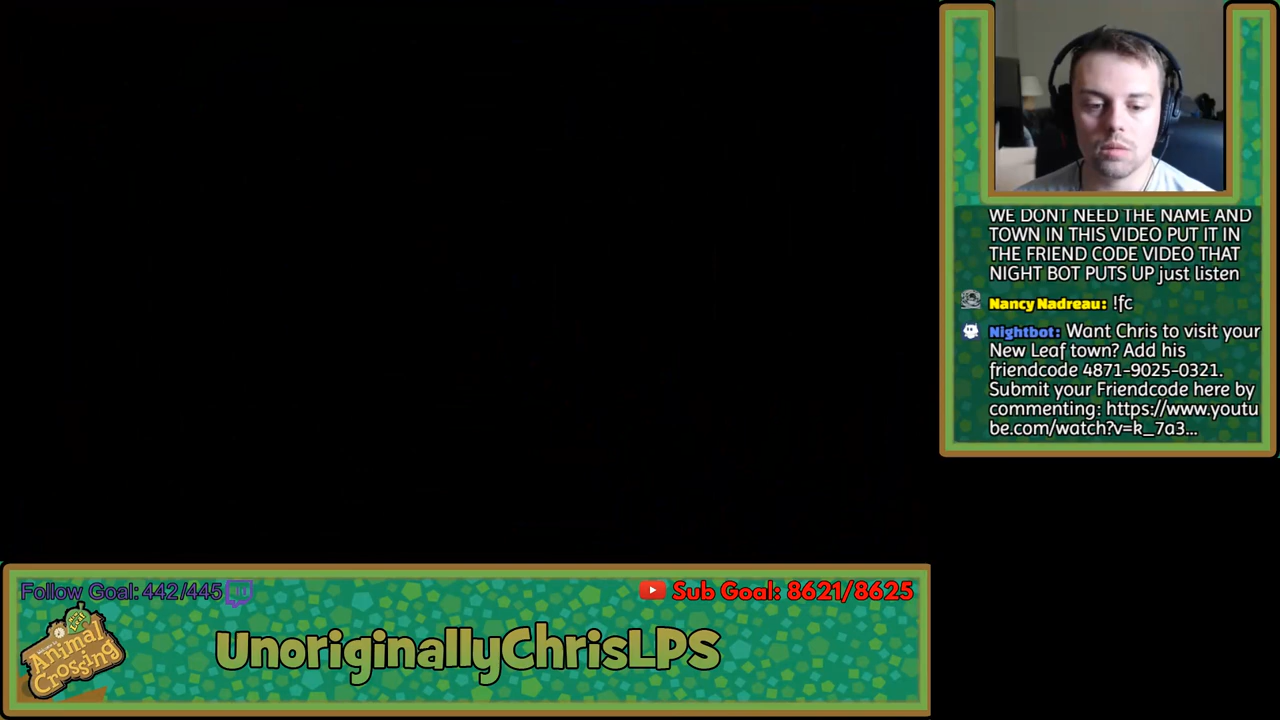 WE DONT NEED THE NAME AND
TOWN IN THIS VIDEO PUT IT IN
THE FRIEND CODE VIDEO THAT
NIGHT BOT PUTS UP just listen
Nancy Nadreau: !fc
Nightbot: Want Chris to visit your
New Leaf town? Add his
friendcode 4871-9025-0321.
Submit your Friendcode here by
commenting: https://www.youtu
be.com/watch?v=k_7a3...
Follow Goal: 442/445
Sub Goal: 8621/8625
Animal
Crossing
UnoriginallyChrisLPS